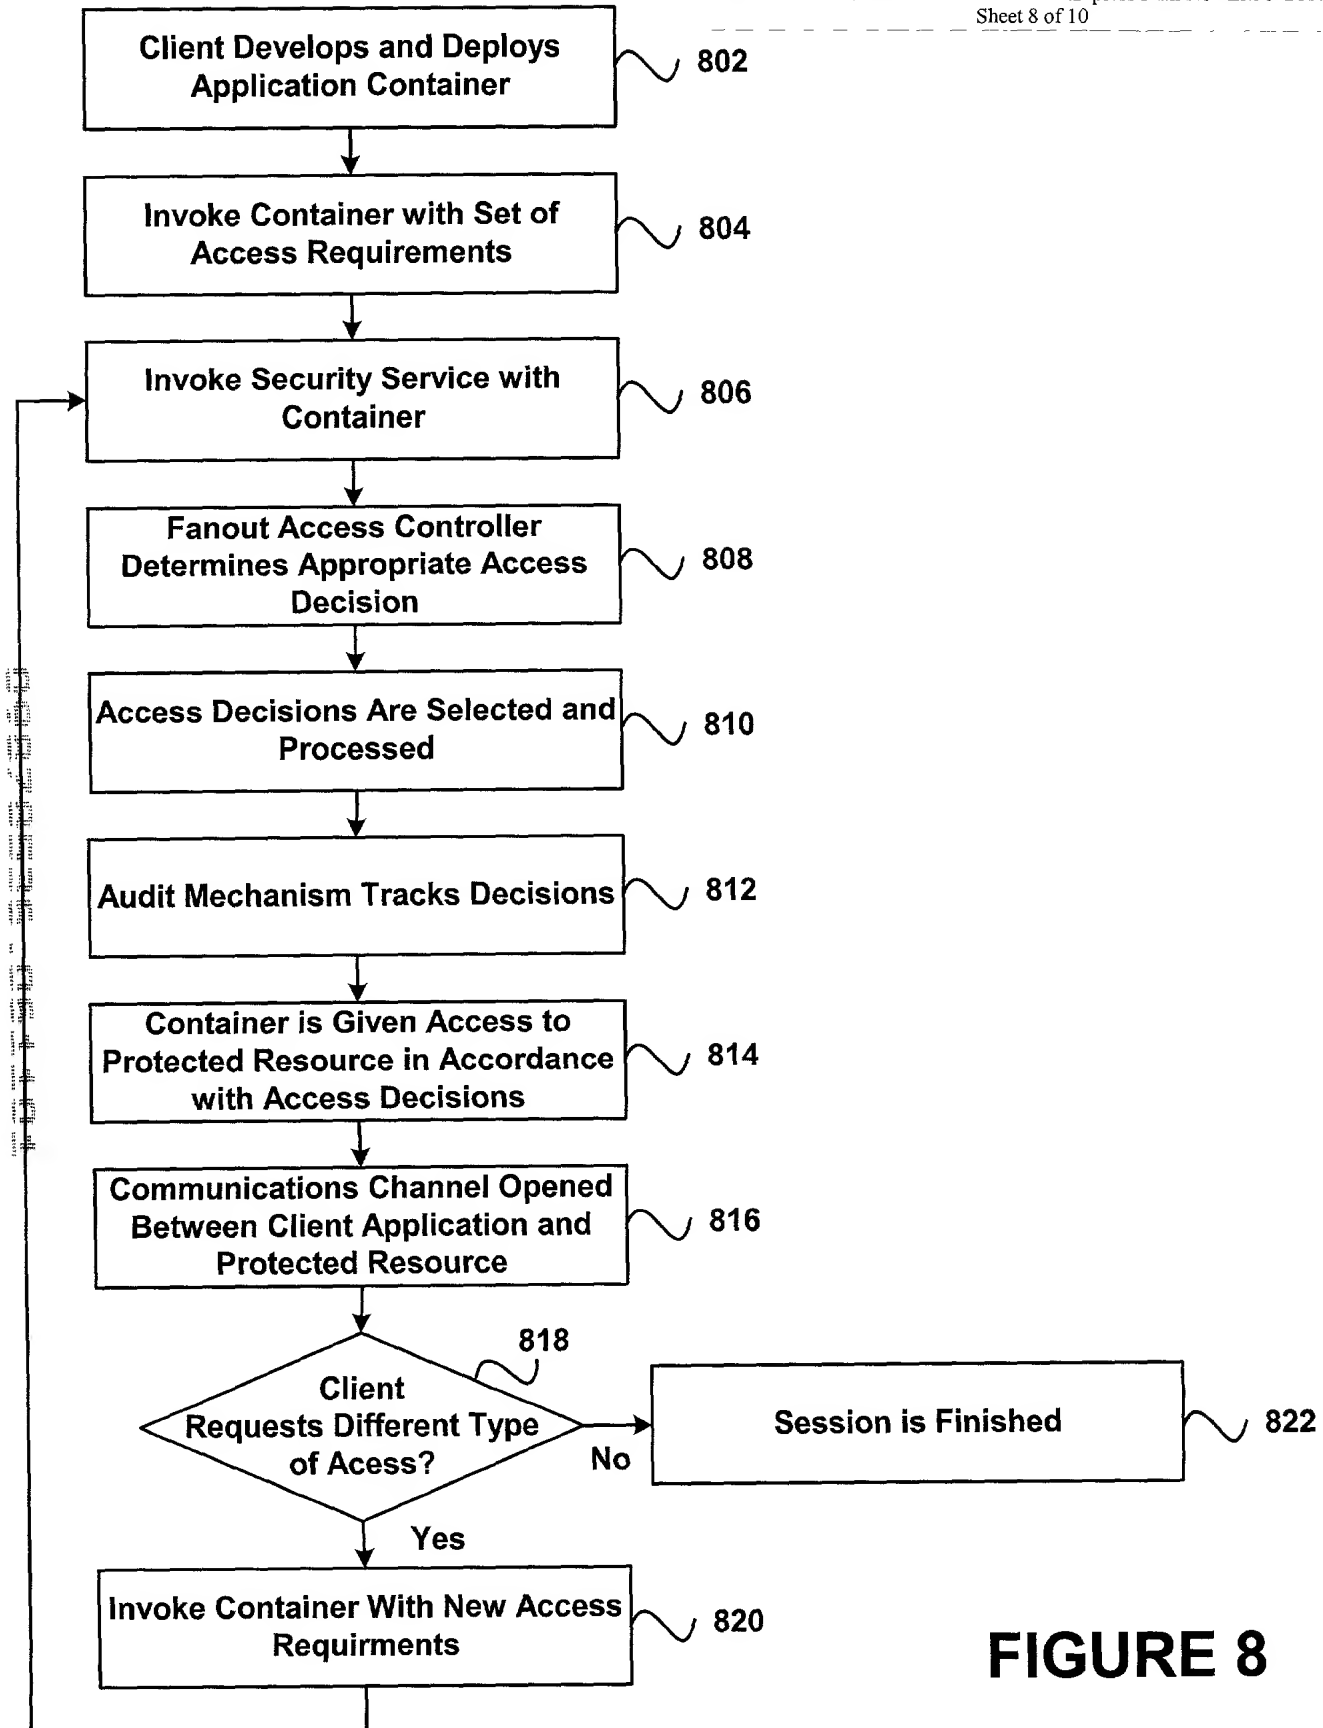 Sheet 8 of 10
Client Develops and Deploys
Application Container
802
Invoke Container with Set of
Access Requirements
804
Invoke Security Service with
Container
806
Fanout Access Controller
Determines Appropriate Access
Decision
808
Access Decisions Are Selected and
Processed
810
Audit Mechanism Tracks Decisions
812
Container is Given Access to
Protected Resource in Accordance
with Access Decisions
814
Communications Channel Opened
Between Client Application and
Protected Resource
816
818
Client
Requests Different Type
of Acess?
No
Session is Finished
822
Yes
Invoke Container With New Access
Requirments
820
FIGURE 8